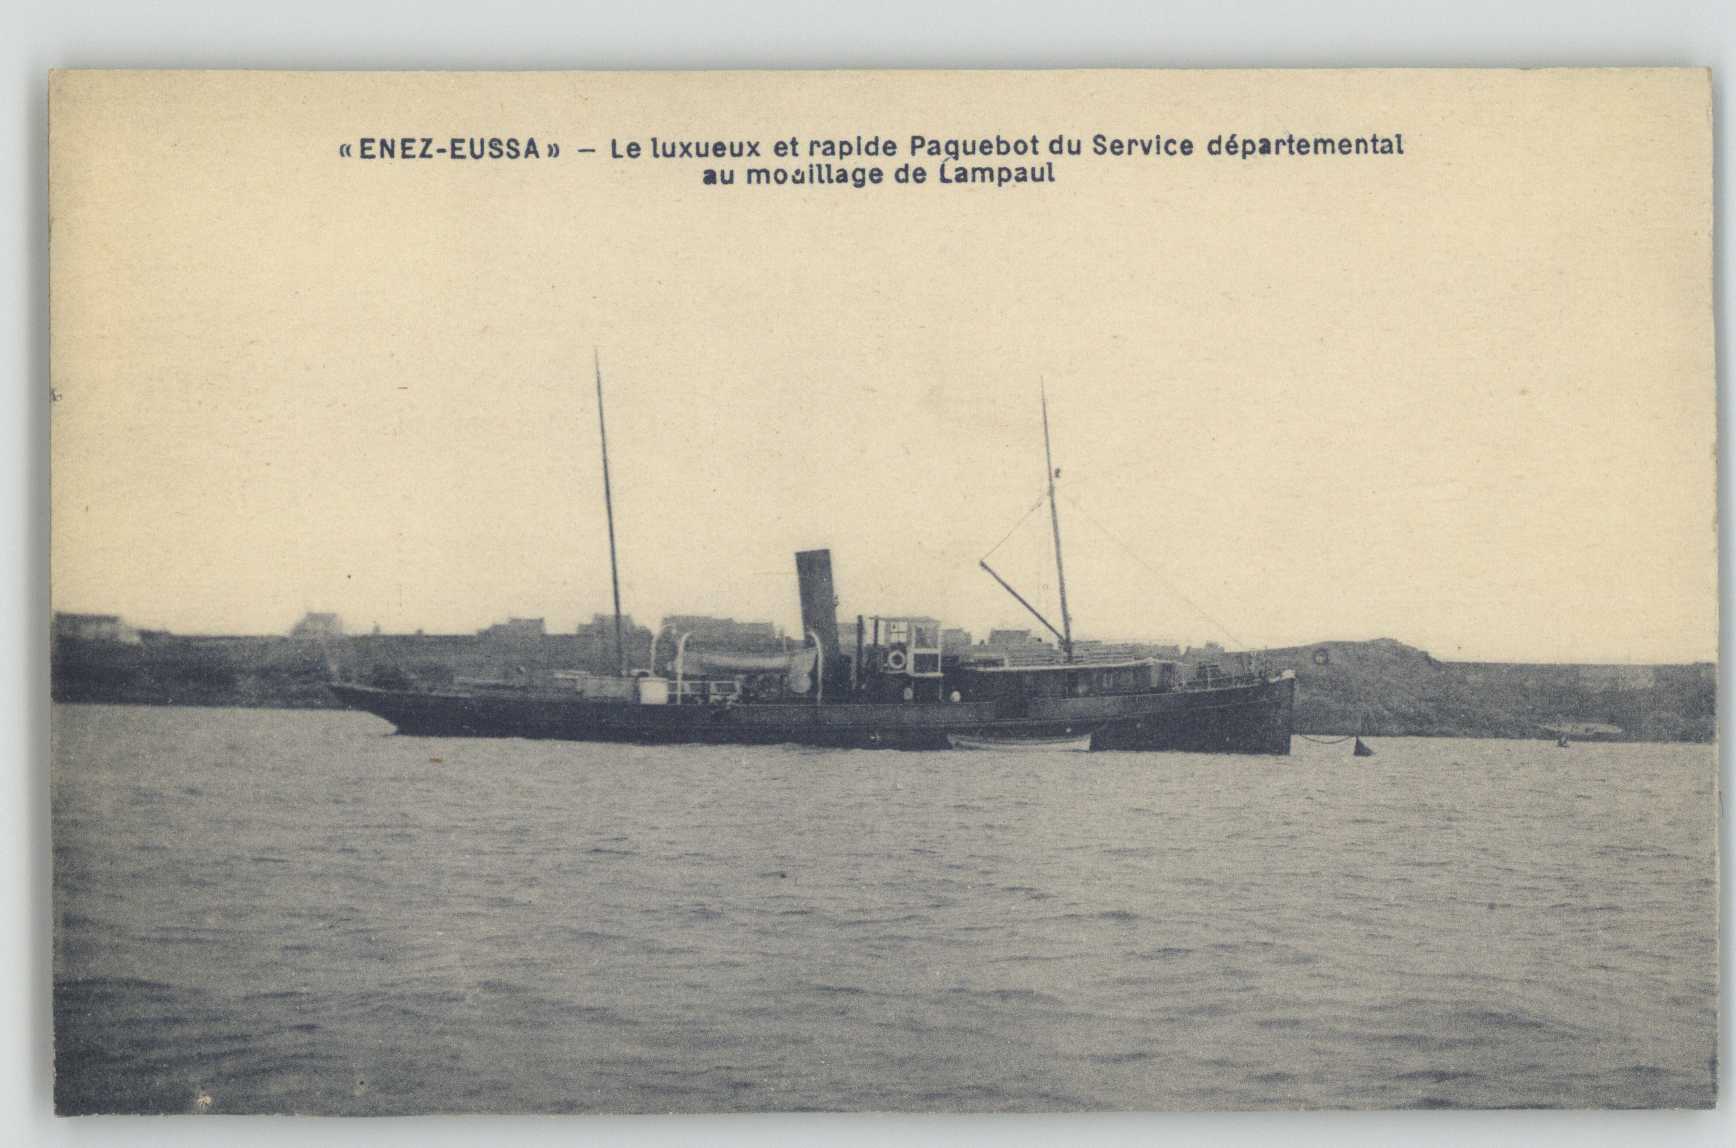 «ENEZ-EUSSA» – Le luxueux et rapide Paquebot du Service départemental
au mouillage de Lampaul